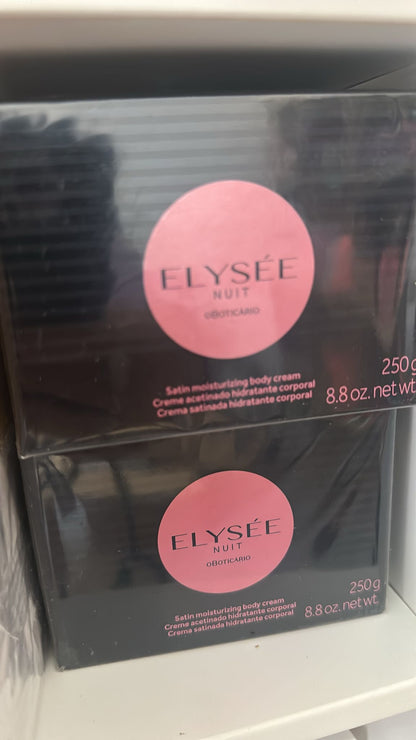 ELYSÉE
NUIT
oBOTICÁRIO
Satin moisturizing body cream
Creme acetinado hidratante corporal
Crema satinada hidratante corporal
250g
8.8 oz. net wt.
ELYSÉE
NUIT
oBOTICÁRIO
Satin moisturizing body cream
Creme acetinado hidratante corporal
Crema satinada hidratante corporal
250 g
8.8 oz. net wt.